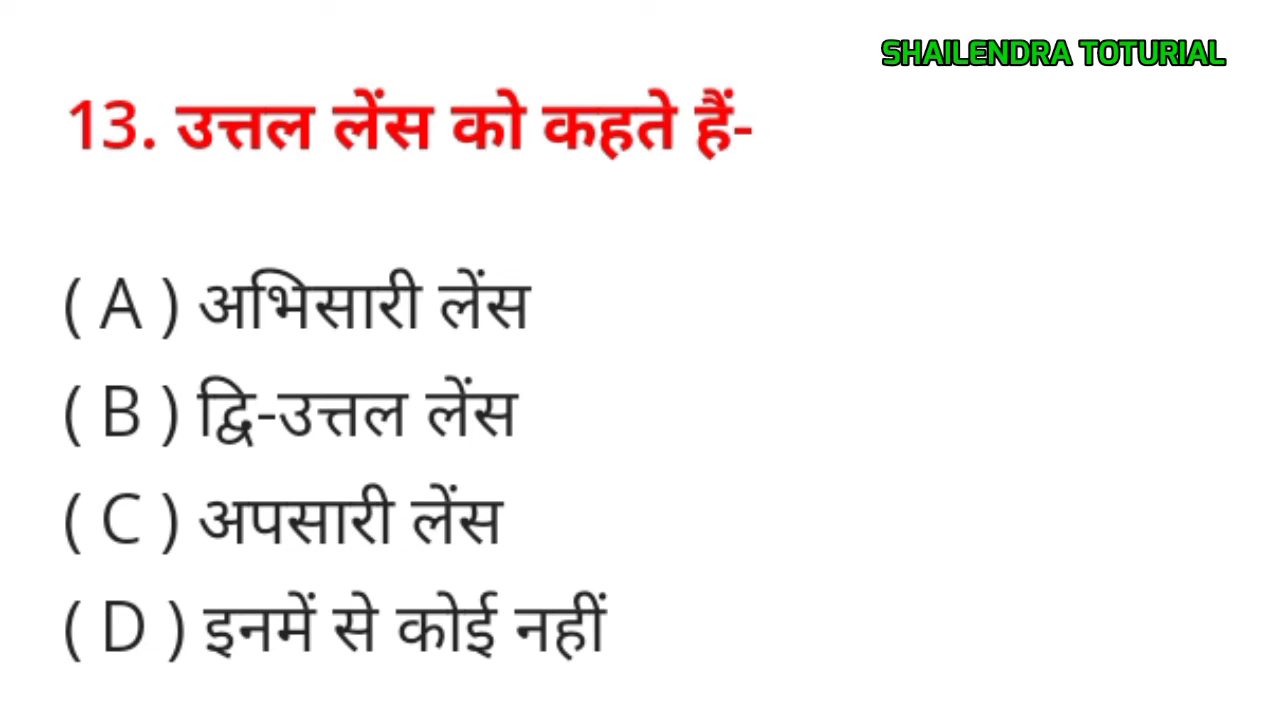 SHAILENDRA TOTURIAL
13. उत्तल लेंस को कहते हैं-
( A ) अभिसारी लेंस
( B ) द्वि-उत्तल लेंस
( C ) अपसारी लेंस
( D ) इनमें से कोई नहीं